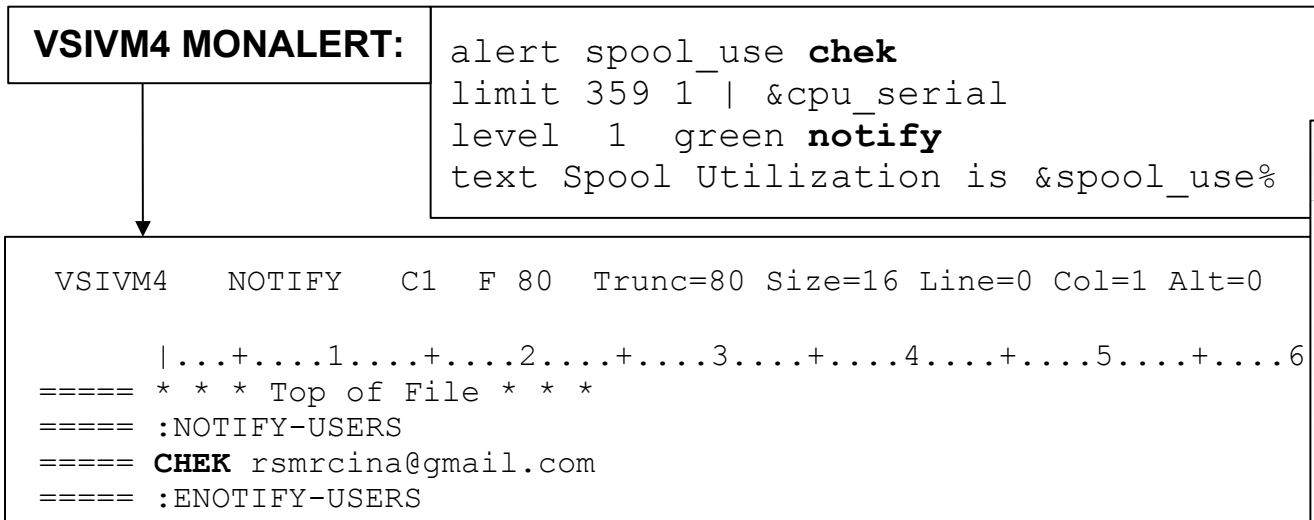 VSIVM4 MONALERT:
alert spool_use chek
limit 359 1 | &cpu_serial
level  1  green notify
text Spool Utilization is &spool_use%
VSIVM4   NOTIFY   C1  F 80  Trunc=80 Size=16 Line=0 Col=1 Alt=0
|...+....1....+....2....+....3....+....4....+....5....+....6
===== * * * Top of File * * *
===== :NOTIFY-USERS
===== CHEK rsmrcina@gmail.com
===== :ENOTIFY-USERS